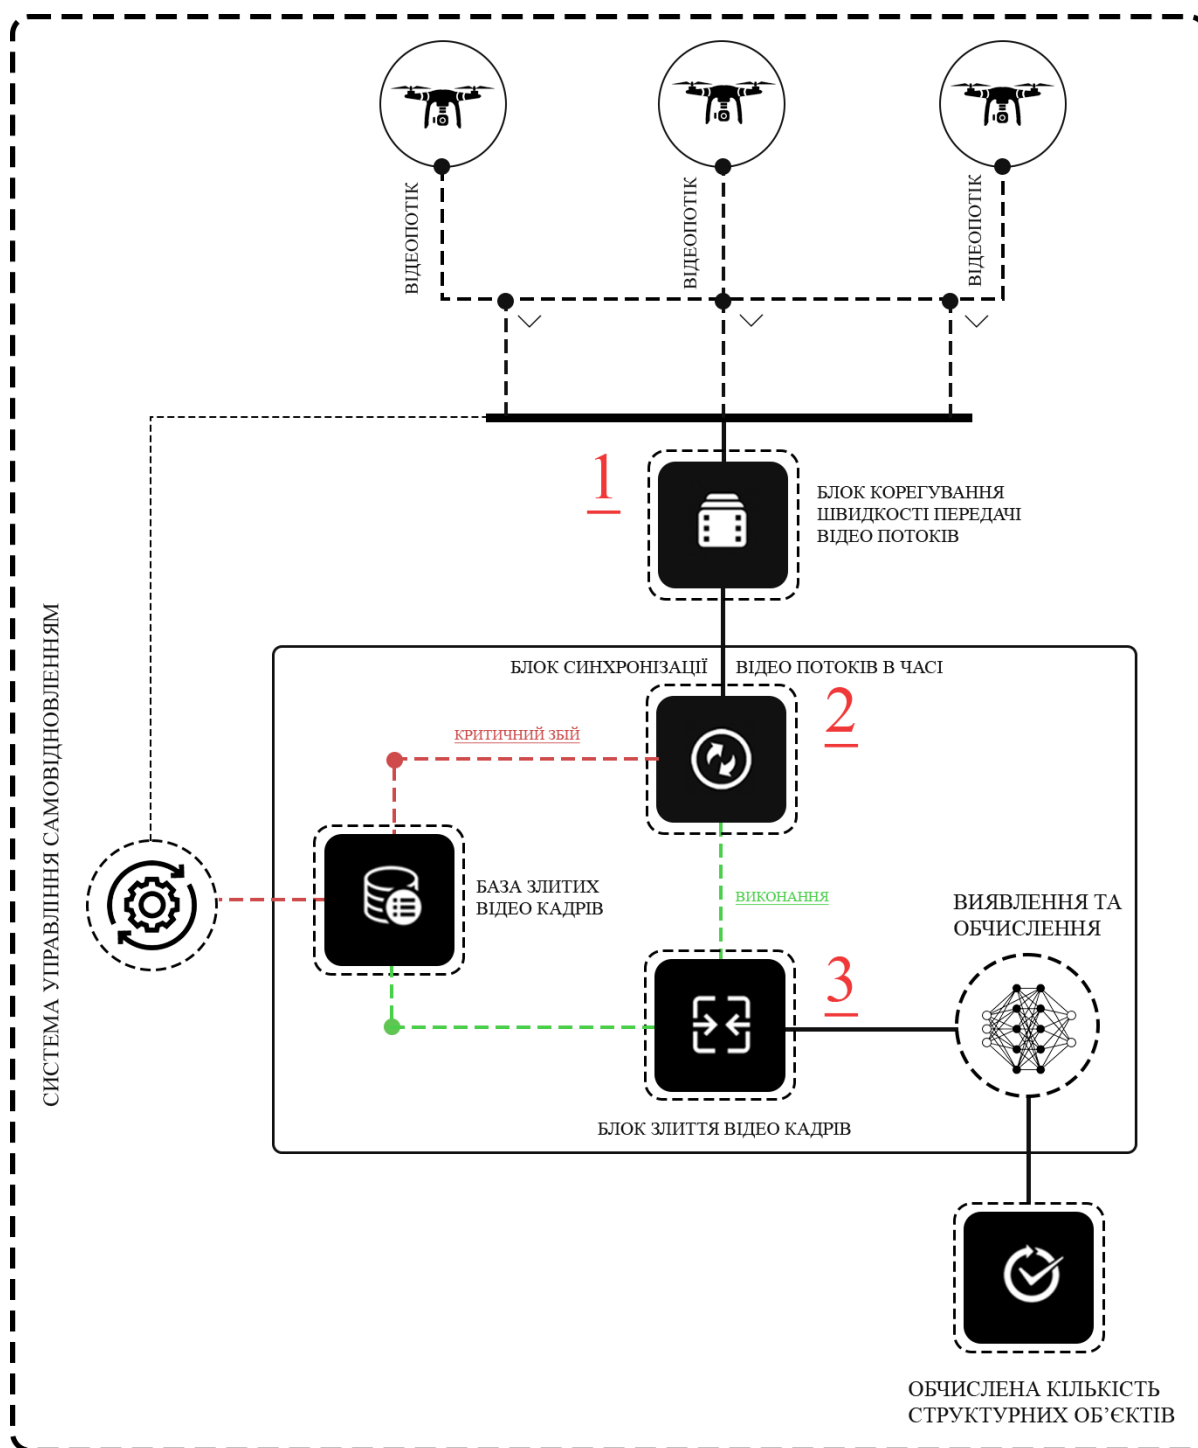 ВІДЕОПОТІК
ВІДЕОПОТІК
ВІДЕОПОТІК
1
БЛОК КОРЕГУВАННЯ
ШВИДКОСТІ ПЕРЕДАЧІ
ВІДЕО ПОТОКІВ
СИСТЕМА УПРАВЛІННЯ САМОВІДНОВЛЕННЯМ
БЛОК СИНХРОНІЗАЦІЇ ВІДЕО ПОТОКІВ В ЧАСІ
2
КРИТИЧНИЙ ЗБІЙ
БАЗА ЗЛИТИХ
ВІДЕО КАДРІВ
ВИКОНАННЯ
ВИЯВЛЕННЯ ТА
ОБЧИСЛЕННЯ
3
БЛОК ЗЛИТТЯ ВІДЕО КАДРІВ
ОБЧИСЛЕНА КІЛЬКІСТЬ
СТРУКТУРНИХ ОБ’ЄКТІВ